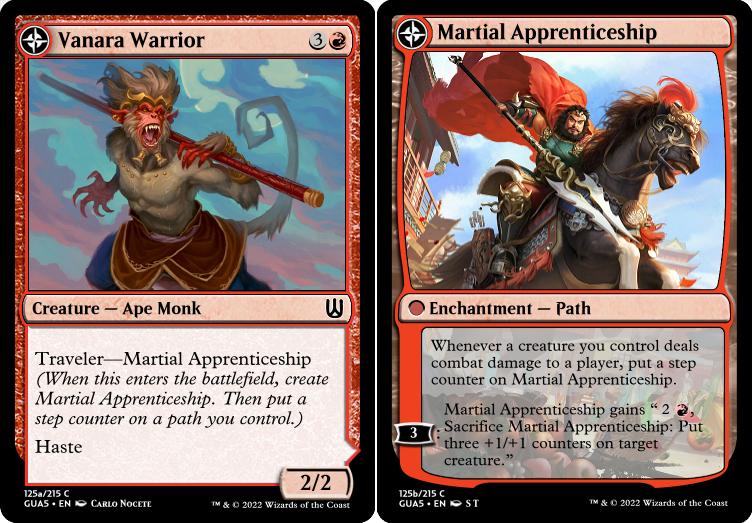 Vanara Warrior 3
Creature — Ape Monk
Traveler—Martial Apprenticeship
(When this enters the battlefield, create
Martial Apprenticeship. Then put a
step counter on a path you control.)
Haste
2/2
125a/215 C
GUA5 • EN Carlo Nocete
™ & © 2022 Wizards of the Coast
Martial Apprenticeship
Enchantment — Path
Whenever a creature you control deals
combat damage to a player, put a step
counter on Martial Apprenticeship.
3 : Martial Apprenticeship gains “ 2 ,
Sacrifice Martial Apprenticeship: Put
three +1/+1 counters on target
creature.”
125b/215 C
GUA5 • EN S T
™ & © 2022 Wizards of the Coast